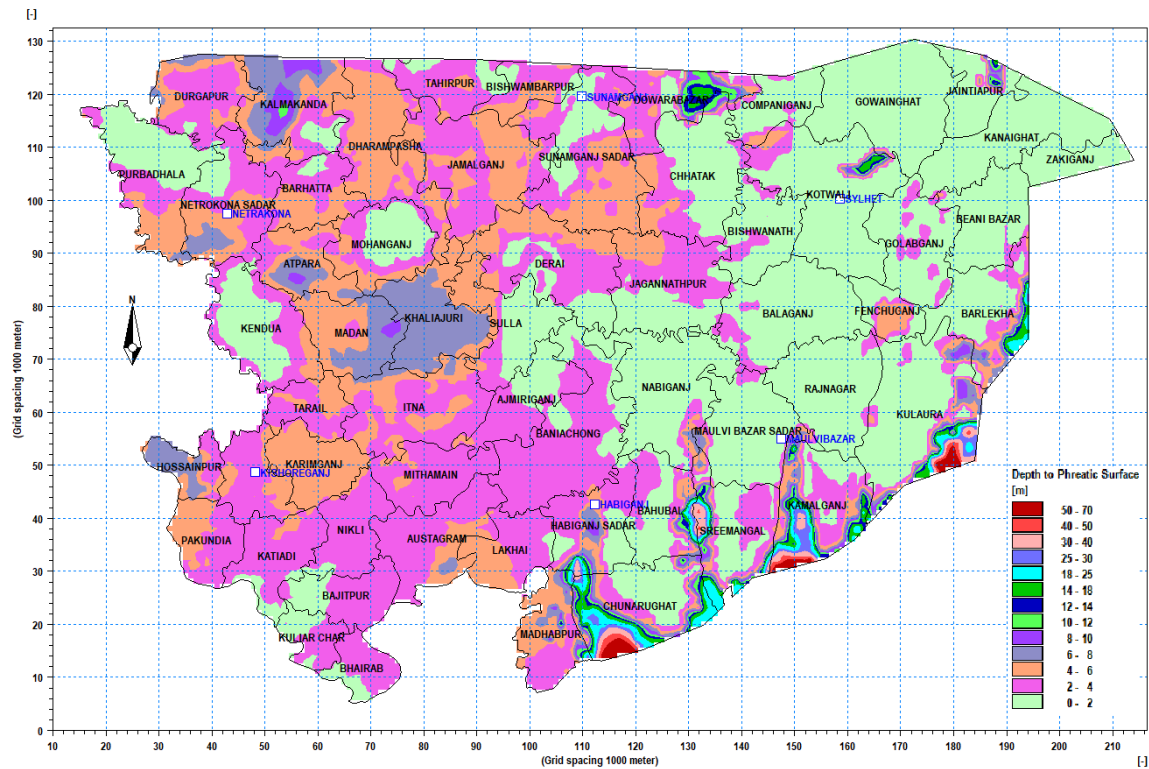 [-]
130
120
110
100
90
80
70
60
50
40
30
20
10
0
(Grid spacing 1000 meter)
N
TAHIRPUR
BISHWAMBARPUR
DURGAPUR
KALMAKANDA
SUNAMGANJ
DOWARABAZAR
COMPANIGANJ
GOWAINGHAT
JAINTIAPUR
KANAIGHAT
ZAKIGANJ
DHARAMPASHA
JAMALGANJ
SUNAMGANJ SADAR
CHHATAK
PURBADHALA
BARHATTA
KOTWALI
SYLHET
NETROKONA SADAR
NETRAKONA
BEANI BAZAR
BISHWANATH
GOLABGANJ
MOHANGANJ
ATPARA
DERAI
JAGANNATHPUR
KHALIAJURI
SULLA
BALAGANJ
FENCHUGANJ
BARLEKHA
KENDUA
MADAN
NABIGANJ
RAJNAGAR
TARAIL
ITNA
AJMIRIGANJ
KULAURA
BANIACHONG
MAULVI BAZAR SADAR
MAULVIBAZAR
HOSSAINPUR
KISHOREGANJ
KARIMGANJ
MITHAMAIN
HABIGANJ
HABIGANJ SADAR
BAHUBAL
KAMALGANJ
SREEMANGAL
PAKUNDIA
KATIADI
NIKLI
AUSTAGRAM
LAKHAI
BAJITPUR
CHUNARUGHAT
KULIAR CHAR
MADHABPUR
BHAIRAB
Depth to Phreatic Surface
[m]
50 - 70
40 - 50
30 - 40
25 - 30
18 - 25
14 - 18
12 - 14
10 - 12
8 - 10
6 - 8
4 - 6
2 - 4
0 - 2
10 20 30 40 50 60 70 80 90 100 110 120 130 140 150 160 170 180 190 200 210
(Grid spacing 1000 meter)
[-]